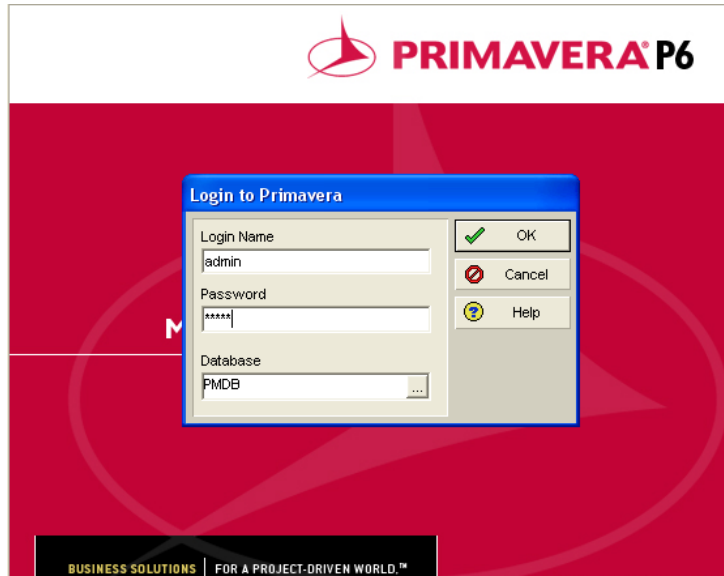 PRIMAVERA® P6
Login to Primavera
Login Name
admin
OK
Cancel
Password
*****
Help
M
Database
PMDB
...
BUSINESS SOLUTIONS | FOR A PROJECT-DRIVEN WORLD.™